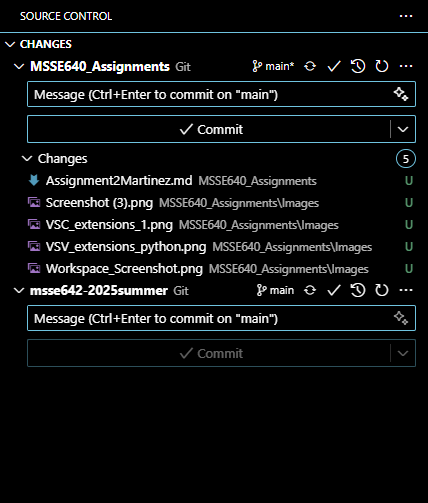 SOURCE CONTROL
CHANGES
MSSE640_Assignments Git main*
Message (Ctrl+Enter to commit on "main")
Commit
Changes 5
Assignment2Martinez.md MSSE640_Assignments U
Screenshot (3).png MSSE640_Assignments\Images U
VSC_extensions_1.png MSSE640_Assignments\Images U
VSV_extensions_python.png MSSE640_Assignments\Images U
Workspace_Screenshot.png MSSE640_Assignments\Images U
msse642-2025summer Git main
Message (Ctrl+Enter to commit on "main")
Commit